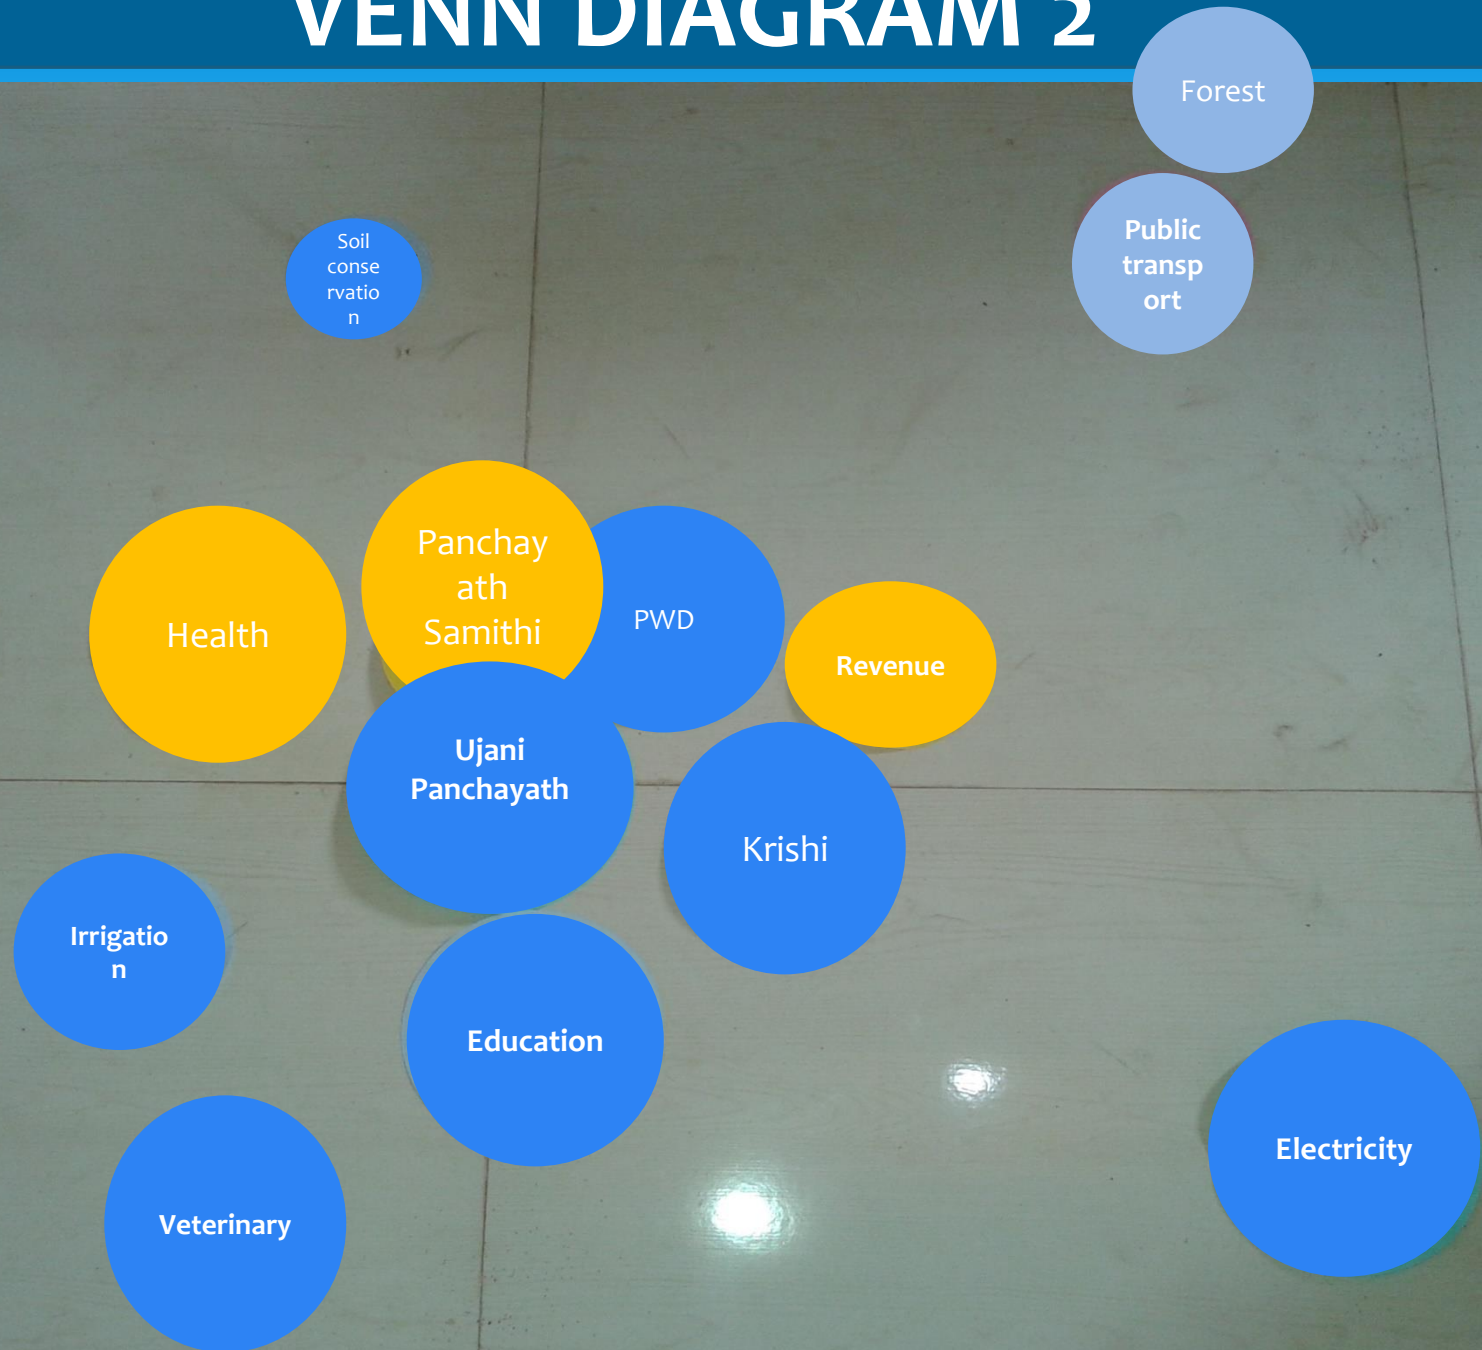 VENN DIAGRAM 2
Forest
Public
transp
ort
Soil
conse
rvatio
n
Panchay
ath
Samithi
PWD
Health
Revenue
Ujani
Panchayath
Krishi
Irrigatio
n
Education
Electricity
Veterinary